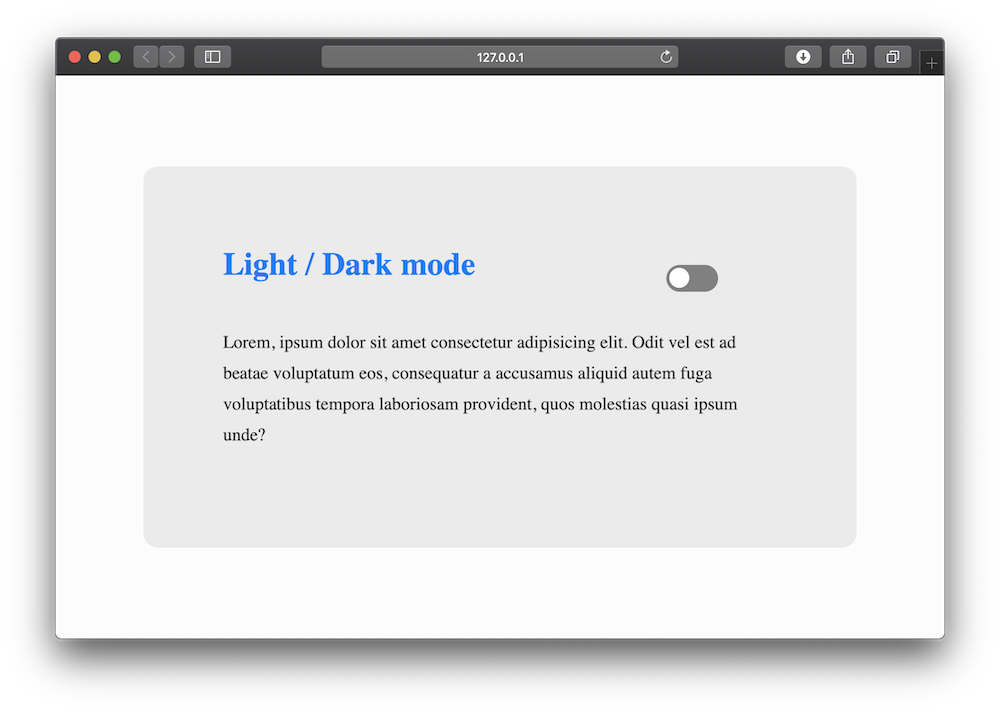 127.0.0.1
Light / Dark mode
Lorem, ipsum dolor sit amet consectetur adipisicing elit. Odit vel est ad
beatae voluptatum eos, consequatur a accusamus aliquid autem fuga
voluptatibus tempora laboriosam provident, quos molestias quasi ipsum
unde?